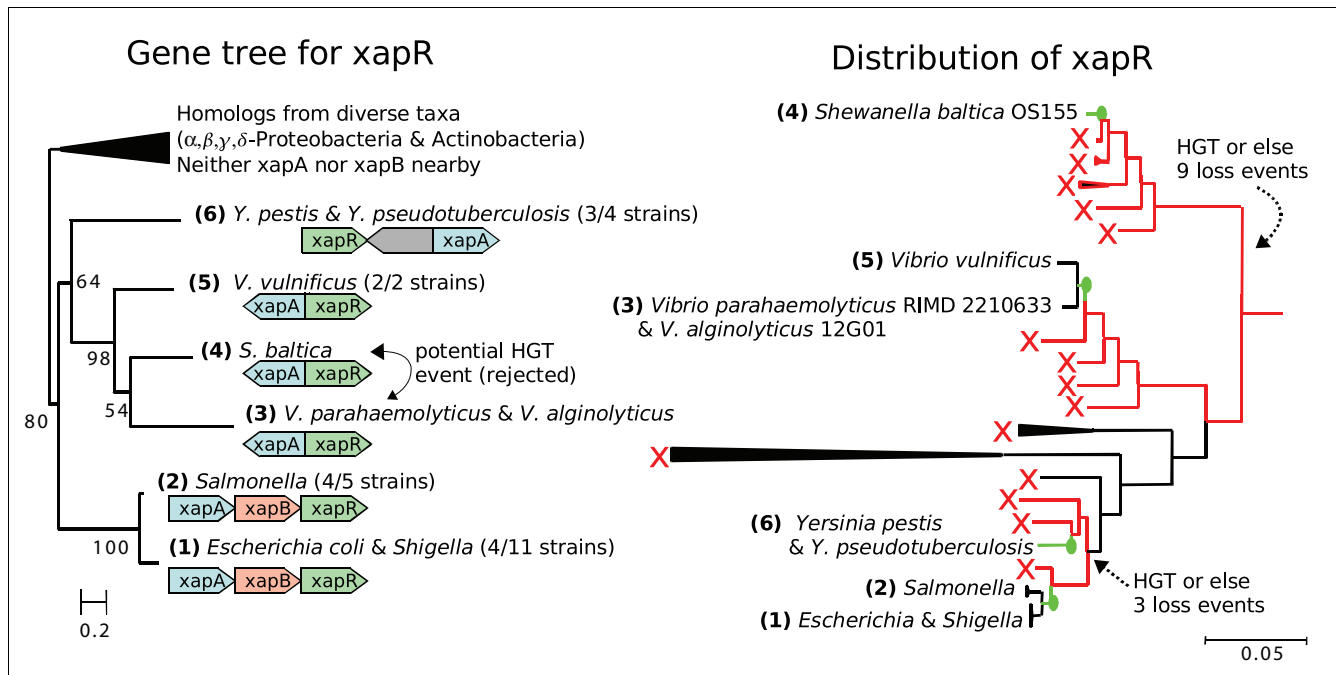 Gene tree for xapR
Homologs from diverse taxa
(α,β,γ,δ-Proteobacteria & Actinobacteria)
Neither xapA nor xapB nearby
(6) Y. pestis & Y. pseudotuberculosis (3/4 strains)
xapR xapA
64
(5) V. vulnificus (2/2 strains)
xapA xapR
98
(4) S. baltica
xapA xapR
potential HGT
event (rejected)
54
(3) V. parahaemolyticus & V. alginolyticus
xapA xapR
80
(2) Salmonella (4/5 strains)
xapA xapB xapR
100
(1) Escherichia coli & Shigella (4/11 strains)
xapA xapB xapR
0.2
Distribution of xapR
(4) Shewanella baltica OS155
X
X
X
X
X
HGT or else
9 loss events
(5) Vibrio vulnificus
(3) Vibrio parahaemolyticus RIMD 2210633
& V. alginolyticus 12G01
X
X
X
X
X
X
X
X
X
(6) Yersinia pestis
& Y. pseudotuberculosis
X
(2) Salmonella
(1) Escherichia & Shigella
HGT or else
3 loss events
0.05